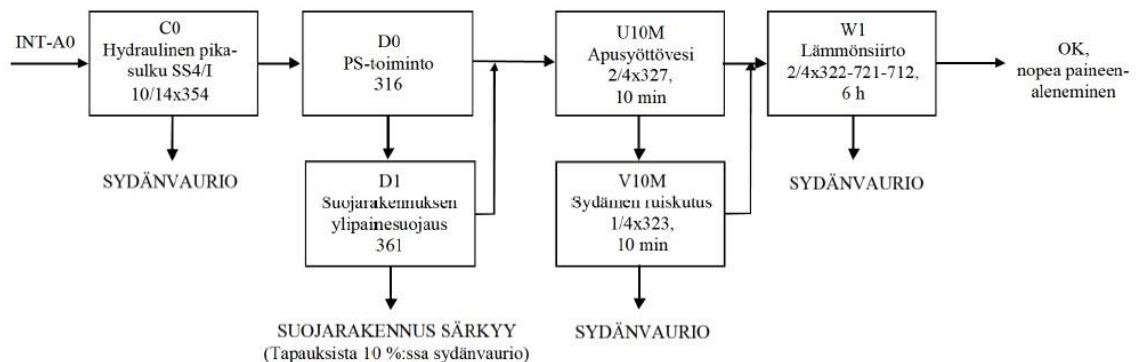 INT-A0
C0
Hydraulinen pika-
sulku SS4/I
10/14x354
SYDÄNVAURIO
D0
PS-toiminto
316
D1
Suojarakennuksen
ylipainesuojaus
361
SUOJARAKENNUS SÄRKYY
(Tapauksista 10 %:ssa sydänvaurio)
U10M
Apusyöttövesi
2/4x327,
10 min
V10M
Sydämen ruiskutus
1/4x323,
10 min
SYDÄNVAURIO
W1
Lämmönsiirto
2/4x322-721-712,
6 h
SYDÄNVAURIO
OK,
nopea paineen-
aleneminen